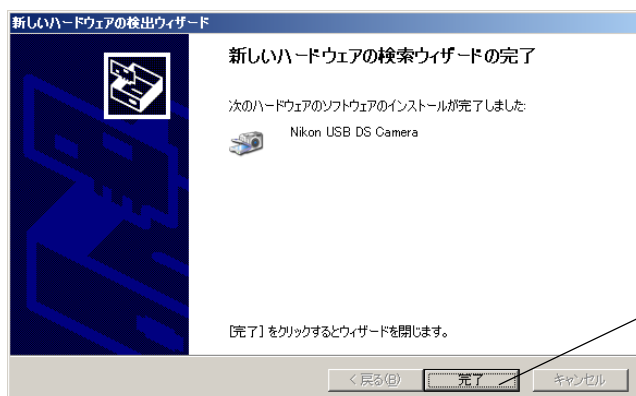 新しいハードウェアの検出ウィザード
新しいハードウェアの検索ウィザードの完了
次のハードウェアのソフトウェアのインストールが完了しました:
Nikon USB DS Camera
[完了] をクリックするとウィザードを閉じます。
< 戻る(B) 完了 キャンセル